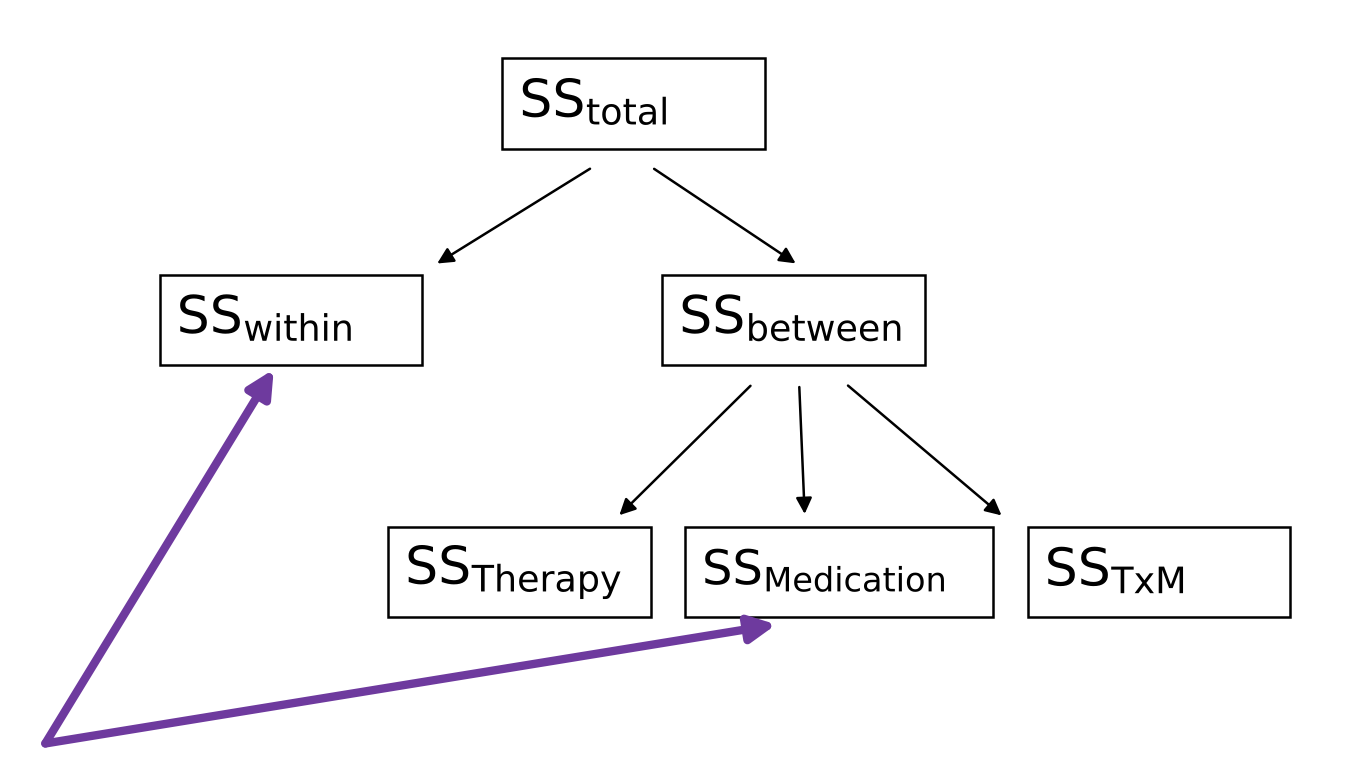 SStotal
SSwithin
SSbetween
SSTherapy
SSMedication
SSTxM